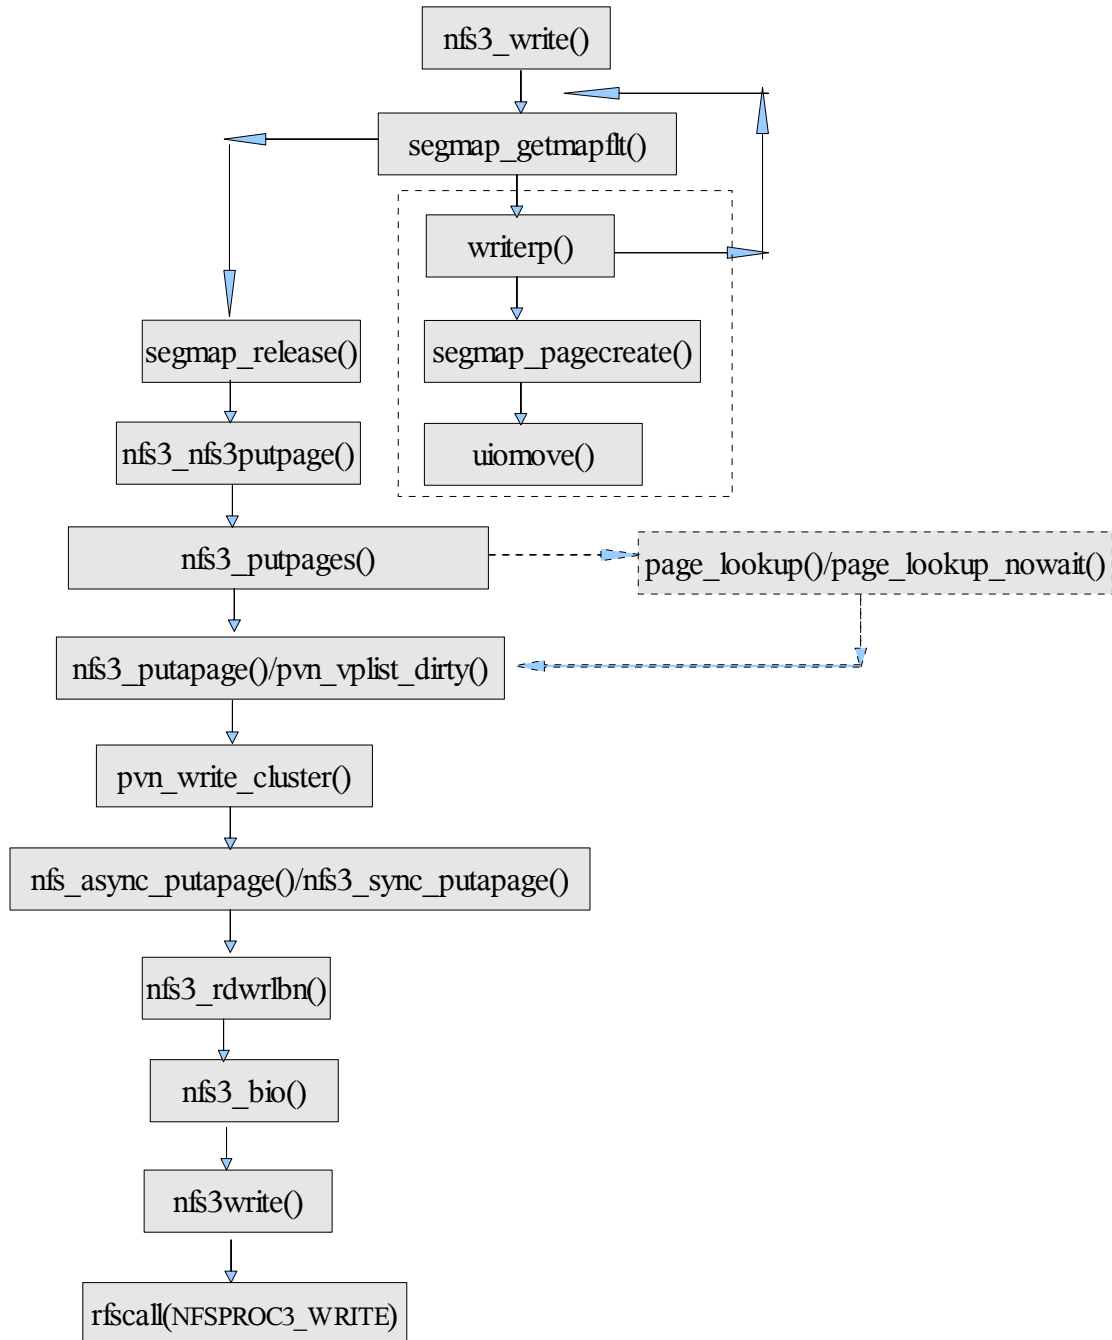 nfs3_write()
segmap_getmapflt()
writerp()
segmap_release()
segmap_pagecreate()
nfs3_nfs3putpage()
uiomove()
nfs3_putpages()
page_lookup()/page_lookup_nowait()
nfs3_putapage()/pvn_vplist_dirty()
pvn_write_cluster()
nfs_async_putapage()/nfs3_sync_putapage()
nfs3_rdwrlbn()
nfs3_bio()
nfs3write()
rfscall(NFSPROC3_WRITE)